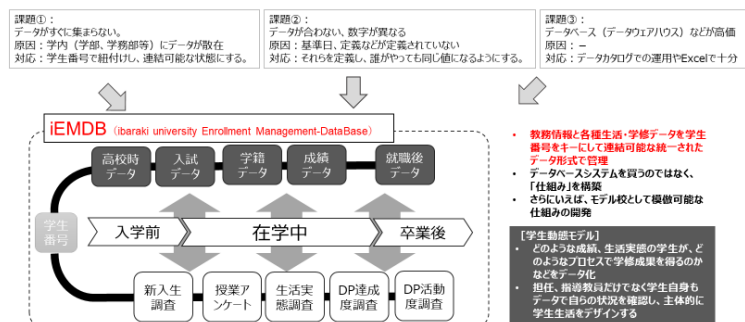 課題①：
データがすぐに集まらない。
原因：学内（学部、学務部等）にデータが散在
対応：学生番号で紐付けし、連結可能な状態にする。
課題②：
データが合わない、数字が異なる
原因：基準日、定義などが定義されていない
対応：それらを定義し、誰がやっても同じ値になるようする。
課題③：
データベース（データウェアハウス）などが高価
原因：－
対応：データカタログでの運用やExcelで十分
iEMDB（ibaraki university Enrollment Management-DataBase）
高校時
データ
入試
データ
学籍
データ
成績
データ
就職後
データ
学生
番号
入学前
在学中
卒業後
新入生
調査
授業ア
ンケート
生活実
態調査
DP達成
度調査
DP活動
度調査
• 教務情報と各種生活・学修データを学生
番号をキーにして連結可能な統一された
データ形式で管理
• データベースシステムを買うのではなく、
「仕組み」を構築
• さらにいえば、モデル校として模倣可能な
仕組みの開発
［学生動態モデル］
• どのような成績、生活実態の学生が、ど
のようなプロセスで学修成果を得るのか
などをデータ化
• 担任、指導教員だけでなく学生自身も
データで自らの状況を確認し、主体的に
学生生活をデザインする